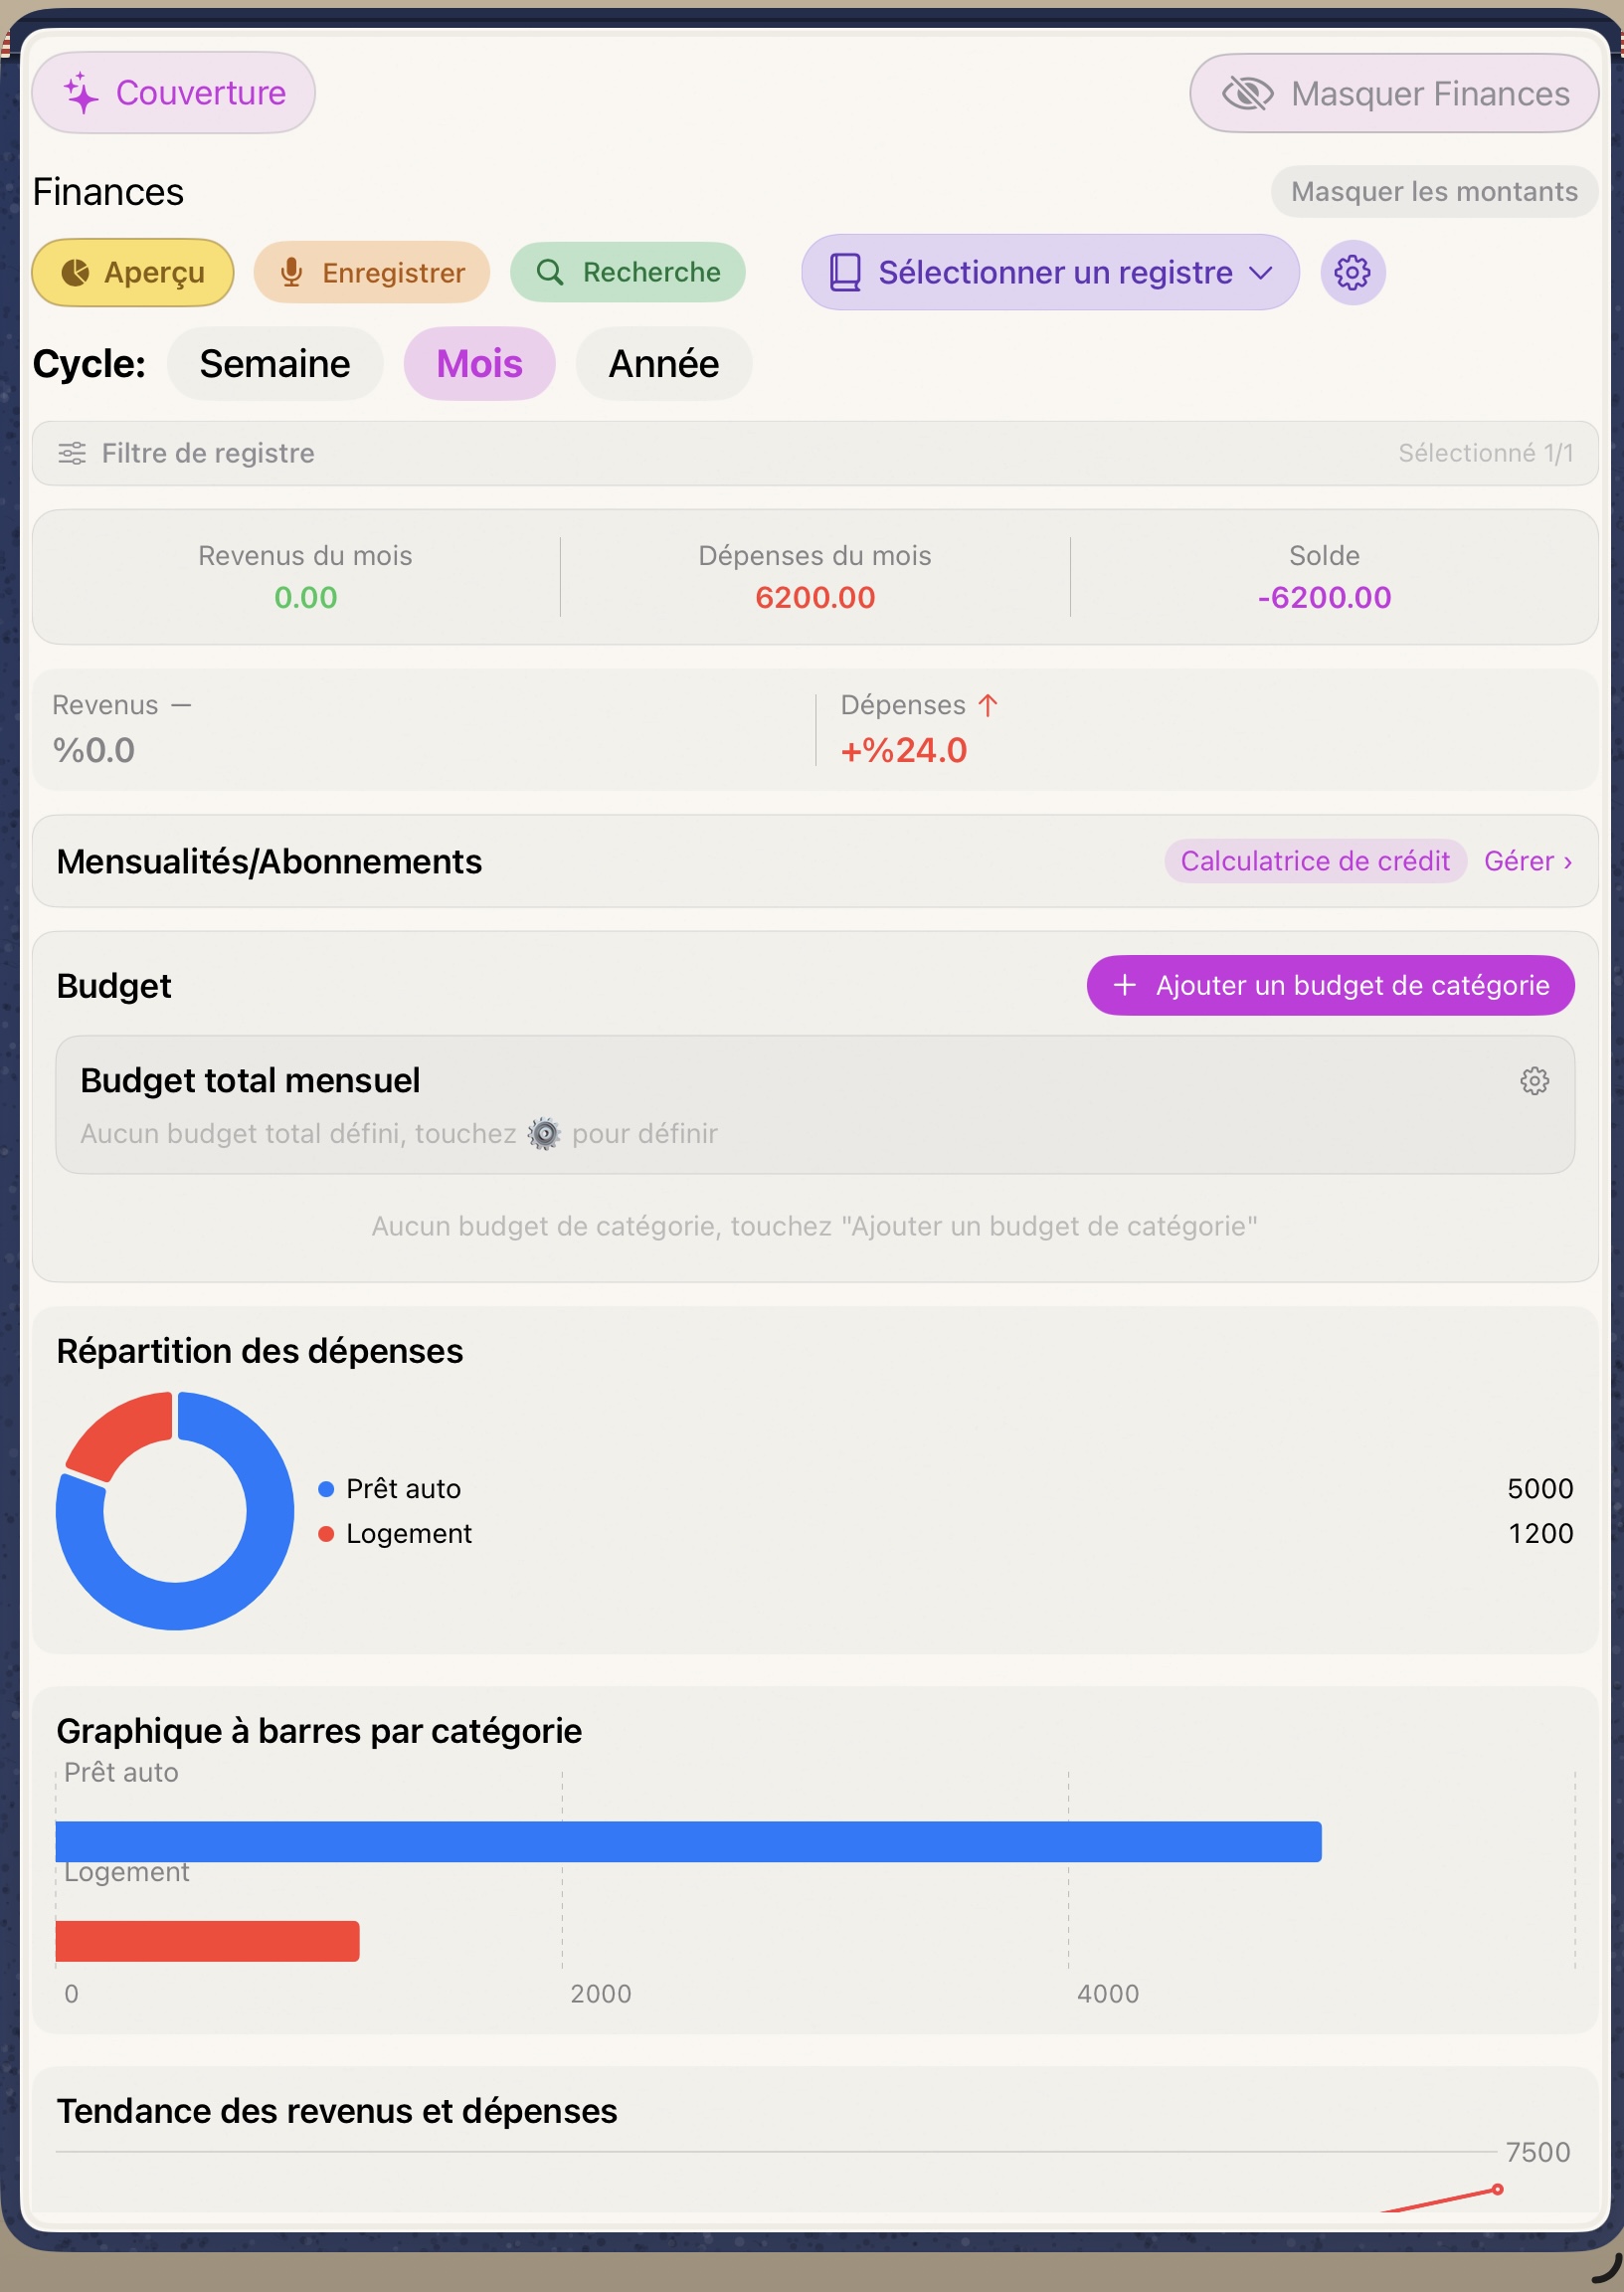 Couverture
Masquer Finances
Finances
Masquer les montants
Aperçu
Enregistrer
Recherche
Sélectionner un registre
Cycle:
Semaine
Mois
Année
Filtre de registre
Sélectionné 1/1
Revenus du mois
0.00
Dépenses du mois
6200.00
Solde
-6200.00
Revenus —
%0.0
Dépenses ↑
+%24.0
Mensualités/Abonnements
Calculatrice de crédit
Gérer ›
Budget
+ Ajouter un budget de catégorie
Budget total mensuel
Aucun budget total défini, touchez ⚙️ pour définir
Aucun budget de catégorie, touchez "Ajouter un budget de catégorie"
Répartition des dépenses
Prêt auto 5000
Logement 1200
Graphique à barres par catégorie
Prêt auto
Logement
0 2000 4000
Tendance des revenus et dépenses
7500